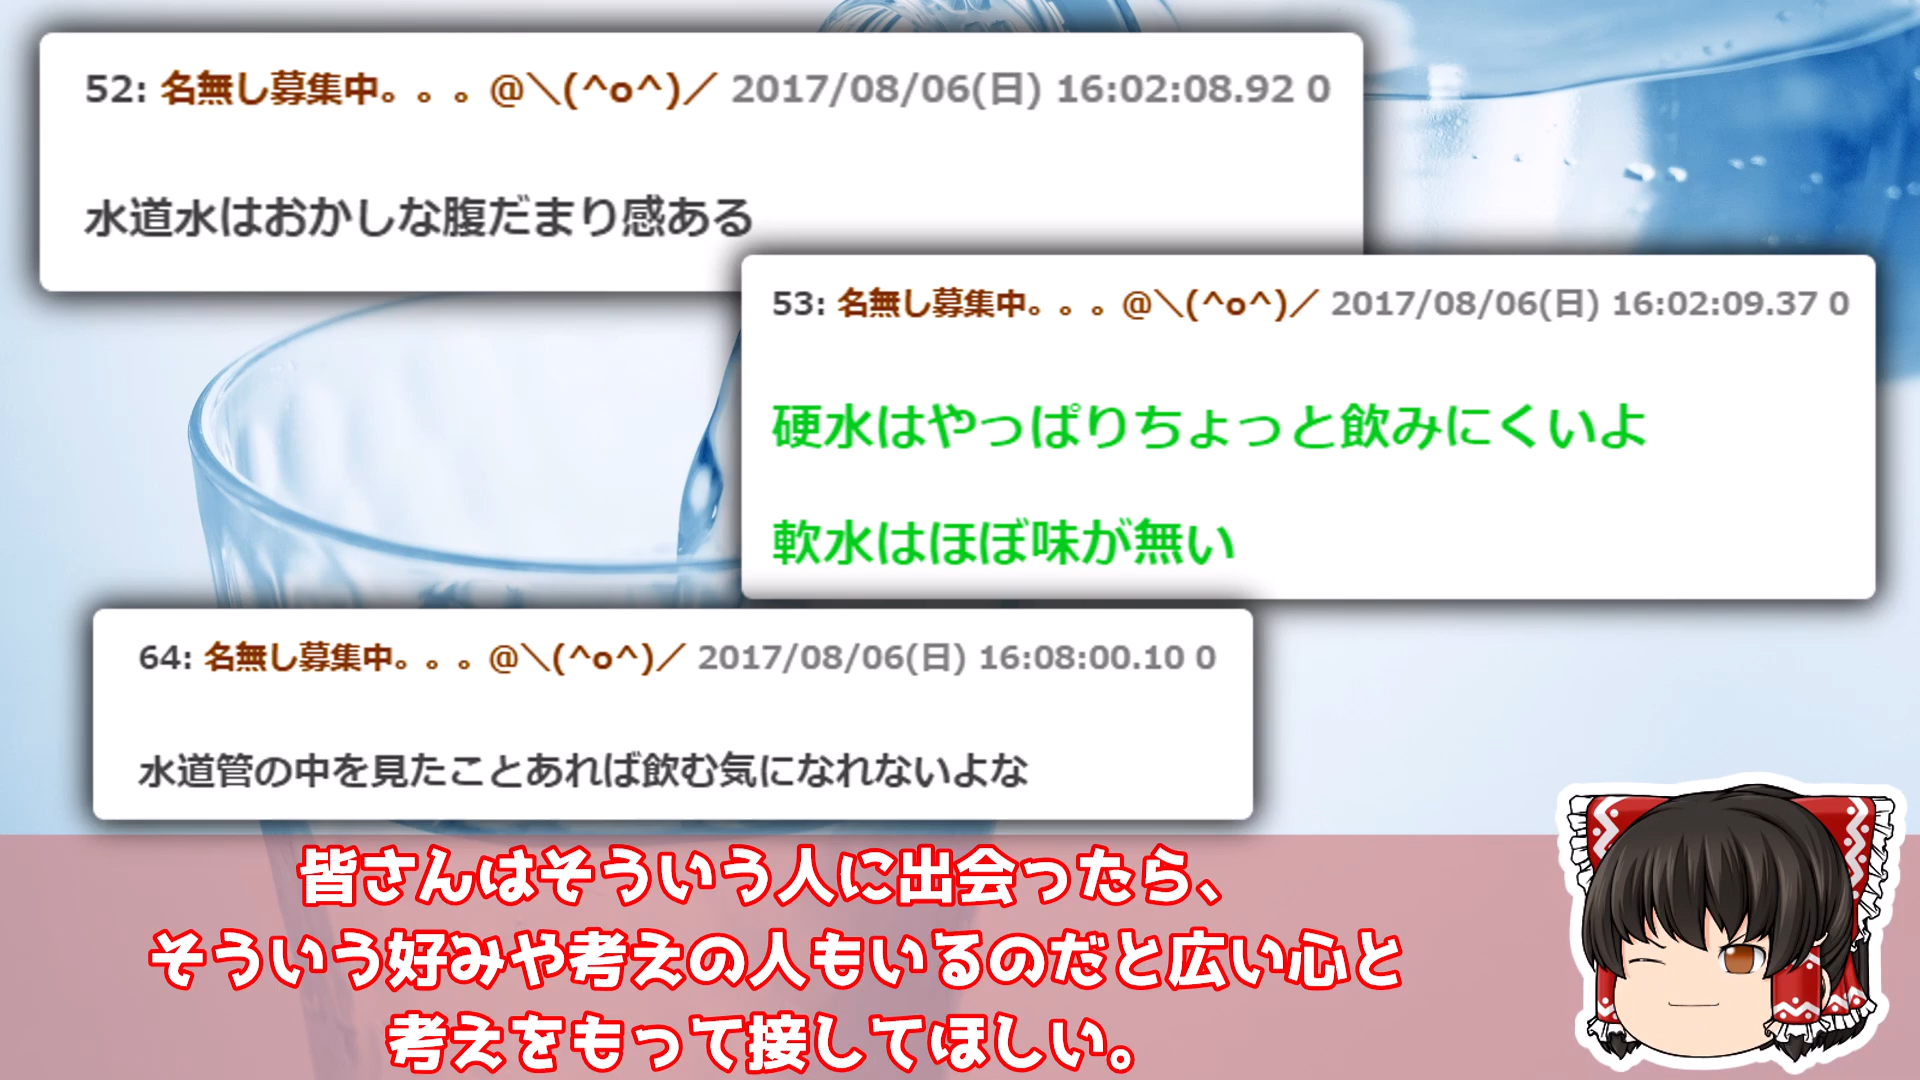 52: 名無し募集中。。。@＼(^o^)／ 2017/08/06(日) 16:02:08.92 0
水道水はおかしな腹だまり感ある
53: 名無し募集中。。。@＼(^o^)／ 2017/08/06(日) 16:02:09.37 0
硬水はやっぱりちょっと飲みにくいよ
軟水はほぼ味が無い
64: 名無し募集中。。。@＼(^o^)／ 2017/08/06(日) 16:08:00.10 0
水道管の中を見たことあれば飲む気になれないよな
皆さんはそういう人に出会ったら、
そういう好みや考えの人もいるのだと広い心と
考えをもって接してほしい。